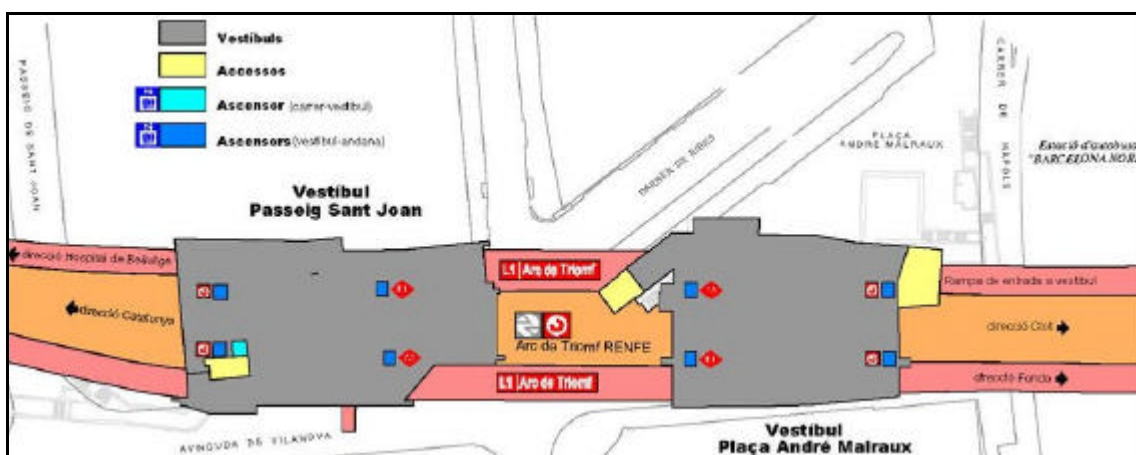 Vestíbuls
Accessos
Ascensor (carrer-vestíbul)
Ascensors (vestíbul-andana)
PASSEIG DE SANT JOAN
CARRER DE RIBES
PLAÇA
ANDRÉ MALRAUX
CARRER DE NÀPOLS
Estació d'autobusos
"BARCELONA NORD
Vestíbul
Passeig Sant Joan
direcció Hospital de Bellvitge
L1 Arc de Triomf
Rampa de entrada a vestíbul
direcció Catalunya
Arc de Triomf RENFE
direcció Clot
L1 Arc de Triomf
direcció Fondo
AVINGUDA DE VILANOVA
Vestíbul
Plaça André Malraux